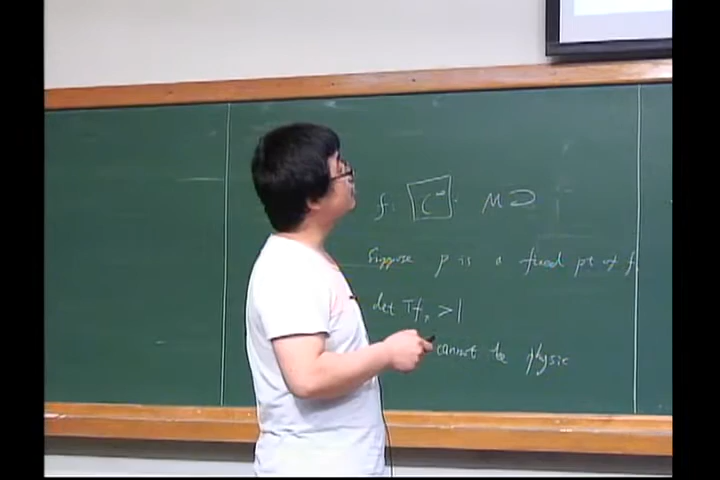 f: C^∞ M⊃
Suppose p is a fixed pt of f.
det Tf_p >1
cannot be physic